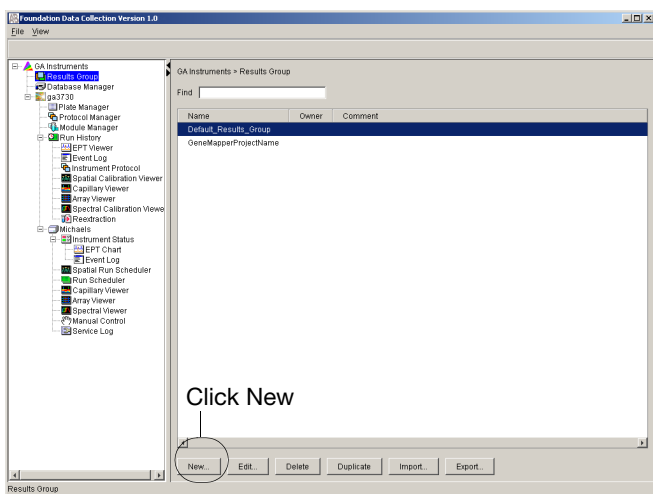 Foundation Data Collection Version 1.0
File View
GA Instruments
Results Group
Database Manager
ga3730
Plate Manager
Protocol Manager
Module Manager
Run History
EPT Viewer
Event Log
Instrument Protocol
Spatial Calibration Viewer
Capillary Viewer
Array Viewer
Spectral Calibration Viewe
Reextraction
Michaels
Instrument Status
EPT Chart
Event Log
Spatial Run Scheduler
Run Scheduler
Capillary Viewer
Array Viewer
Spectral Viewer
Manual Control
Service Log
GA Instruments > Results Group
Find
Name Owner Comment
Default_Results_Group
GeneMapperProjectName
Click New
New... Edit... Delete Duplicate Import... Export...
Results Group